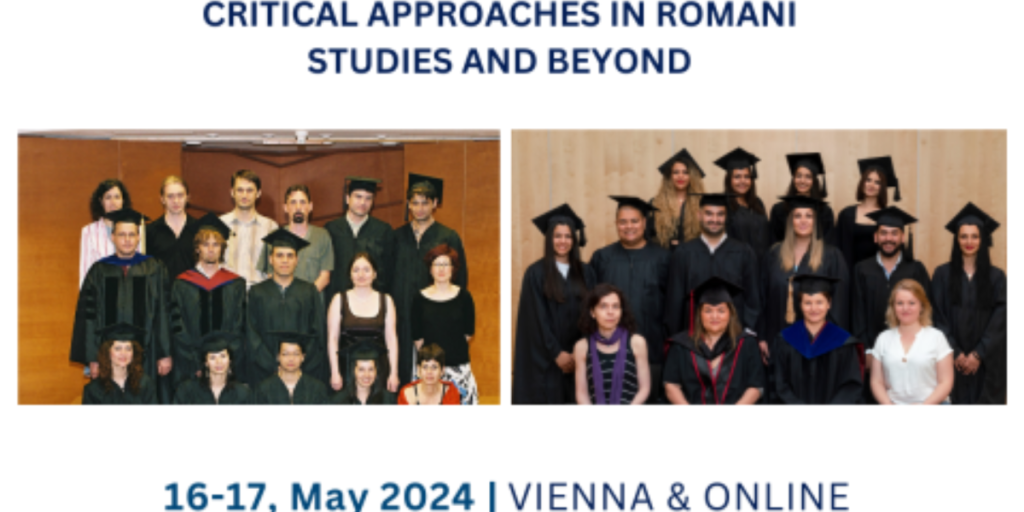 CRITICAL APPROACHES IN ROMANI
STUDIES AND BEYOND
16-17, May 2024 | VIENNA & ONLINE